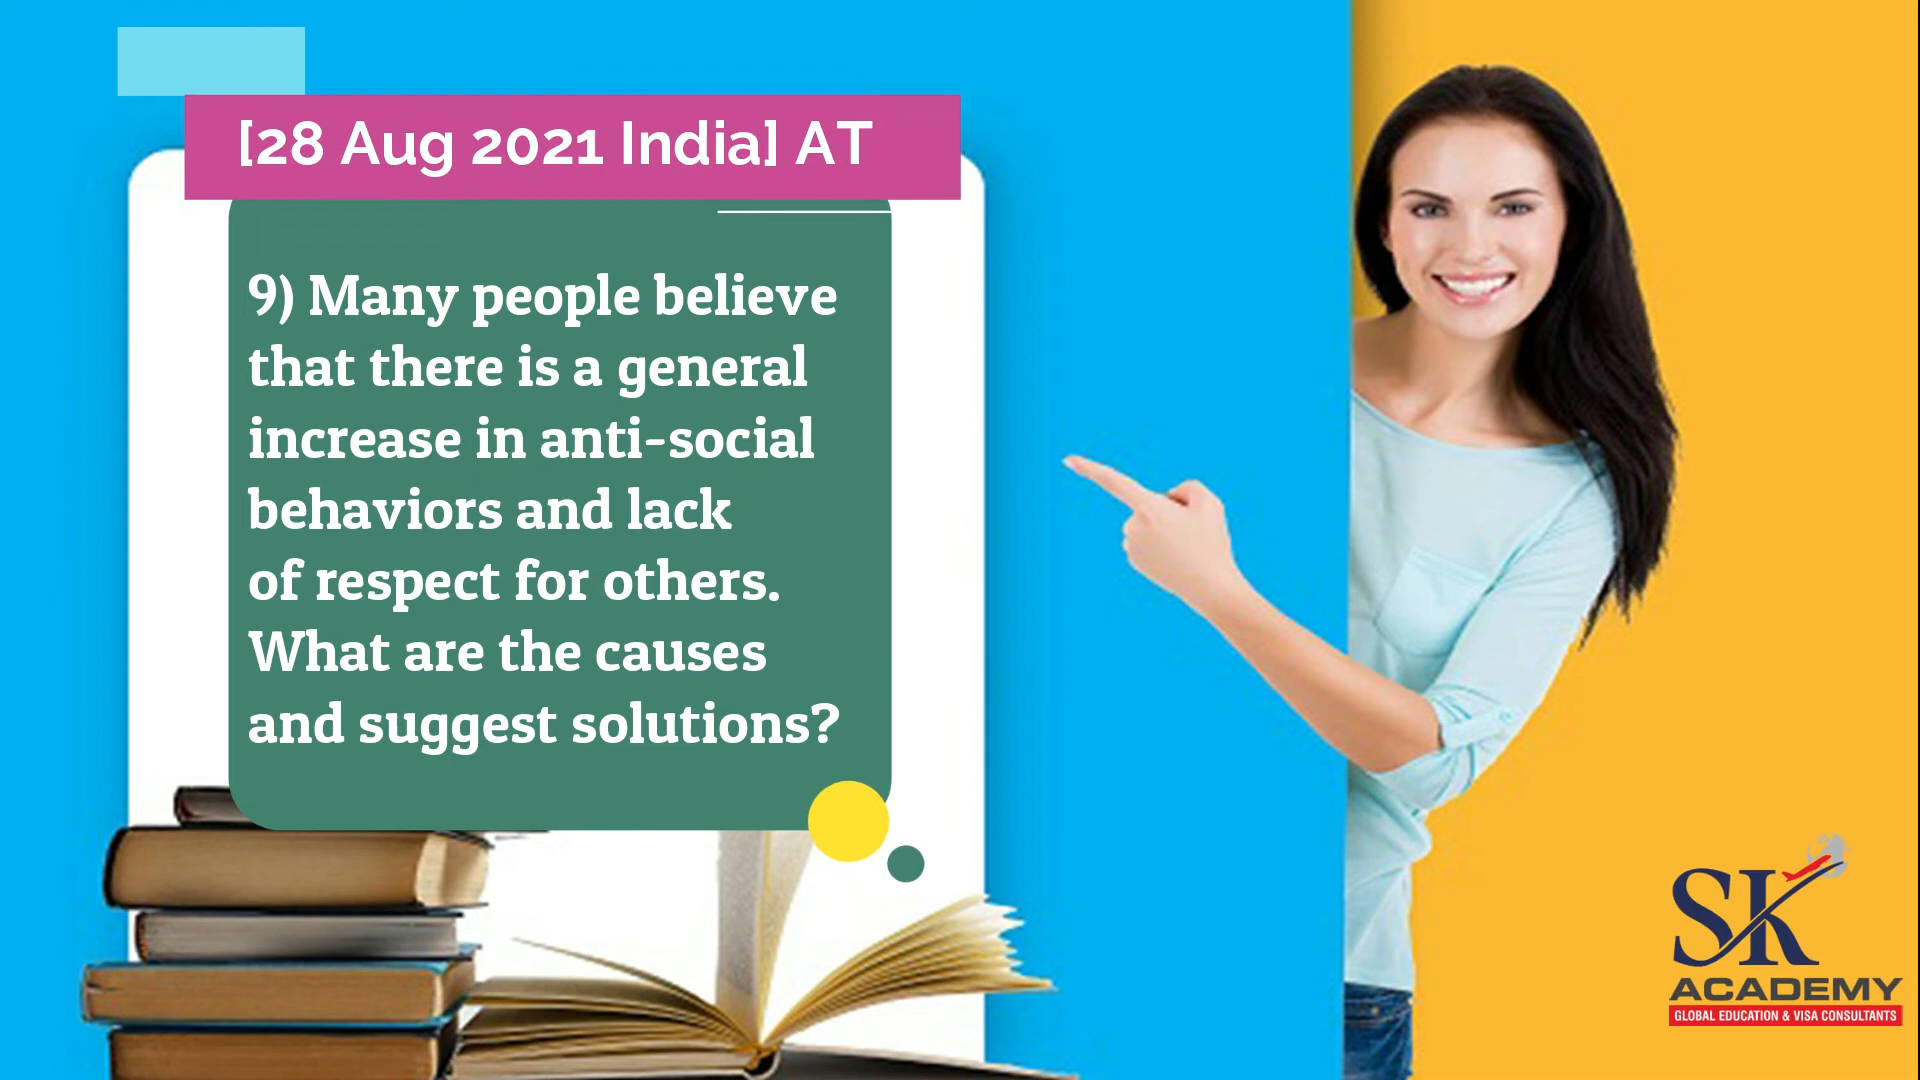 [28 Aug 2021 India] AT
9) Many people believe
that there is a general
increase in anti-social
behaviors and lack
of respect for others.
What are the causes
and suggest solutions?
SK
ACADEMY
GLOBAL EDUCATION & VISA CONSULTANTS